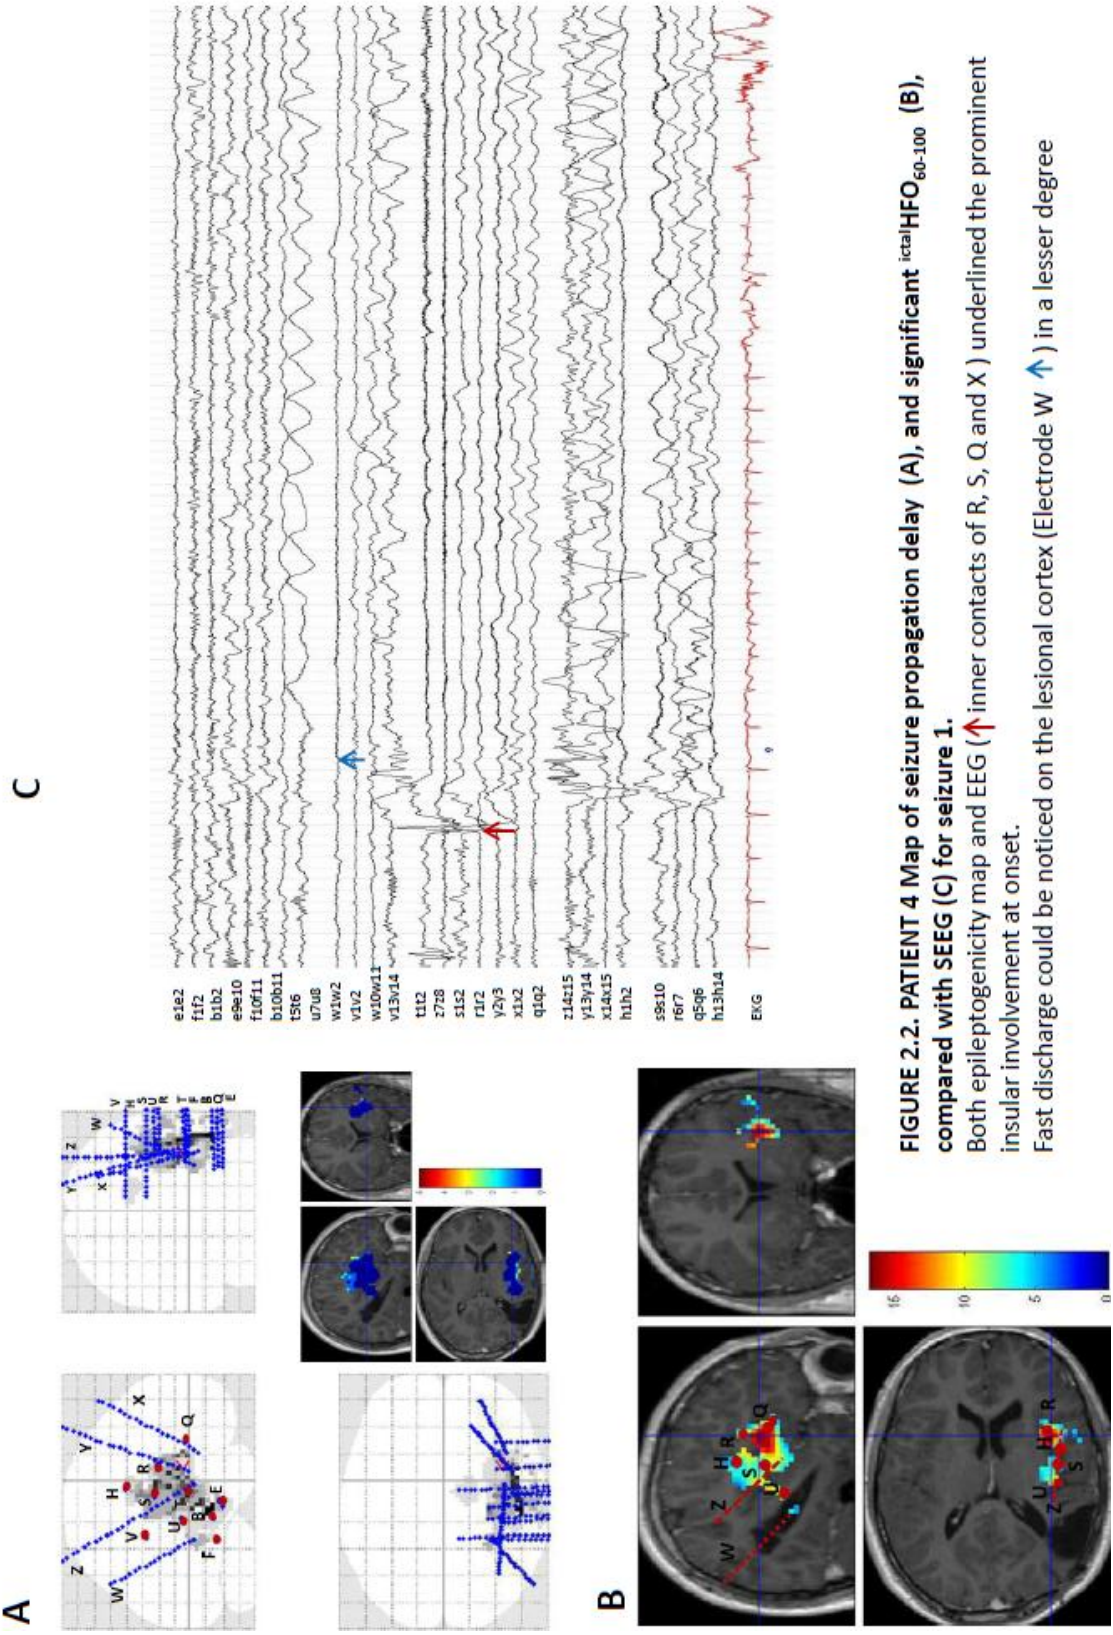 A
Z
Y
X
W
H
V
S
R
U
T
B
E
F
Q
Y
X
Z
W
V
H
S
U
R
T
F
B
Q
E
B
W
Z
H
R
S
U
Q
U
H
R
Z
S
15
10
5
0
C
e1e2
f1f2
b1b2
e9e10
f10f11
b10b11
t5t6
u7u8
w1w2
v1v2
w10w11
v13v14
t1t2
z7z8
s1s2
r1r2
y2y3
x1x2
q1q2
z14z15
y13y14
x14x15
h1h2
s9s10
r6r7
q5q6
h13h14
EKG
FIGURE 2.2. PATIENT 4 Map of seizure propagation delay (A), and significant ictalHFO60-100 (B),
compared with SEEG (C) for seizure 1.
Both epileptogenicity map and EEG (↑ inner contacts of R, S, Q and X ) underlined the prominent
insular involvement at onset.
Fast discharge could be noticed on the lesional cortex (Electrode W ↑ ) in a lesser degree